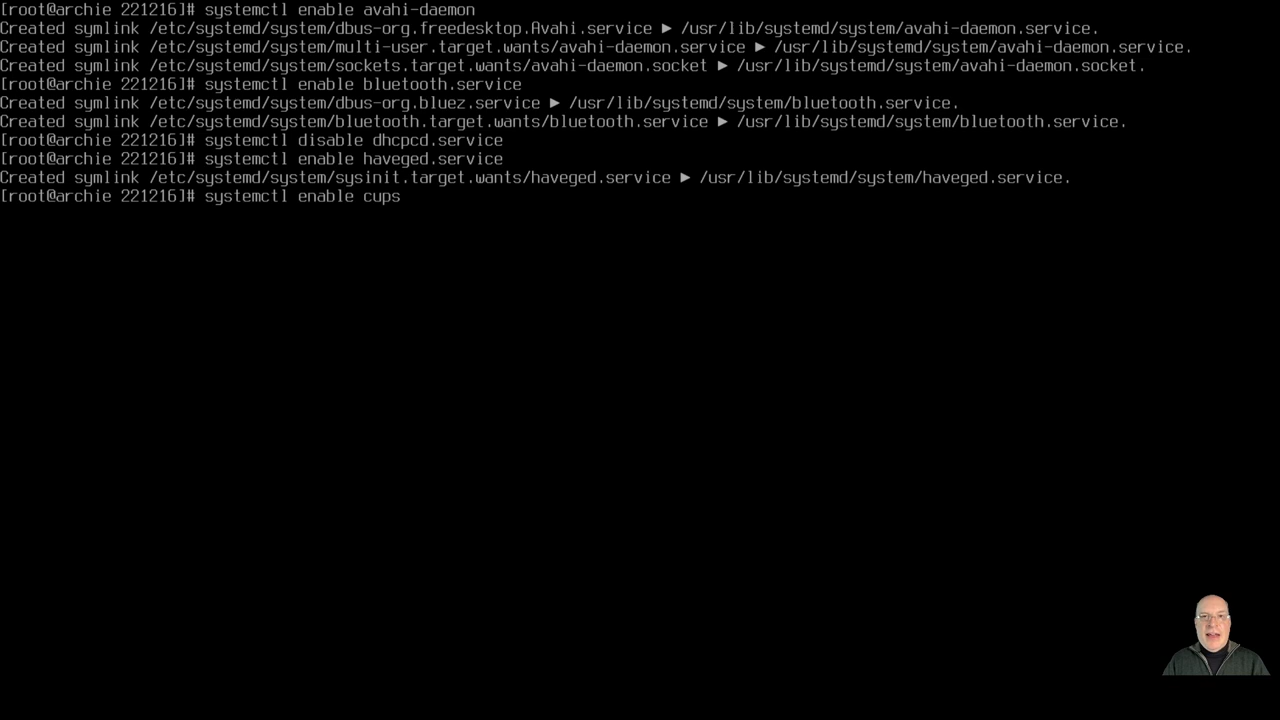 [root@archie 221216]# systemctl enable avahi-daemon
Created symlink /etc/systemd/system/dbus-org.freedesktop.Avahi.service ► /usr/lib/systemd/system/avahi-daemon.service.
Created symlink /etc/systemd/system/multi-user.target.wants/avahi-daemon.service ► /usr/lib/systemd/system/avahi-daemon.service.
Created symlink /etc/systemd/system/sockets.target.wants/avahi-daemon.socket ► /usr/lib/systemd/system/avahi-daemon.socket.
[root@archie 221216]# systemctl enable bluetooth.service
Created symlink /etc/systemd/system/dbus-org.bluez.service ► /usr/lib/systemd/system/bluetooth.service.
Created symlink /etc/systemd/system/bluetooth.target.wants/bluetooth.service ► /usr/lib/systemd/system/bluetooth.service.
[root@archie 221216]# systemctl disable dhcpcd.service
[root@archie 221216]# systemctl enable haveged.service
Created symlink /etc/systemd/system/sysinit.target.wants/haveged.service ► /usr/lib/systemd/system/haveged.service.
[root@archie 221216]# systemctl enable cups